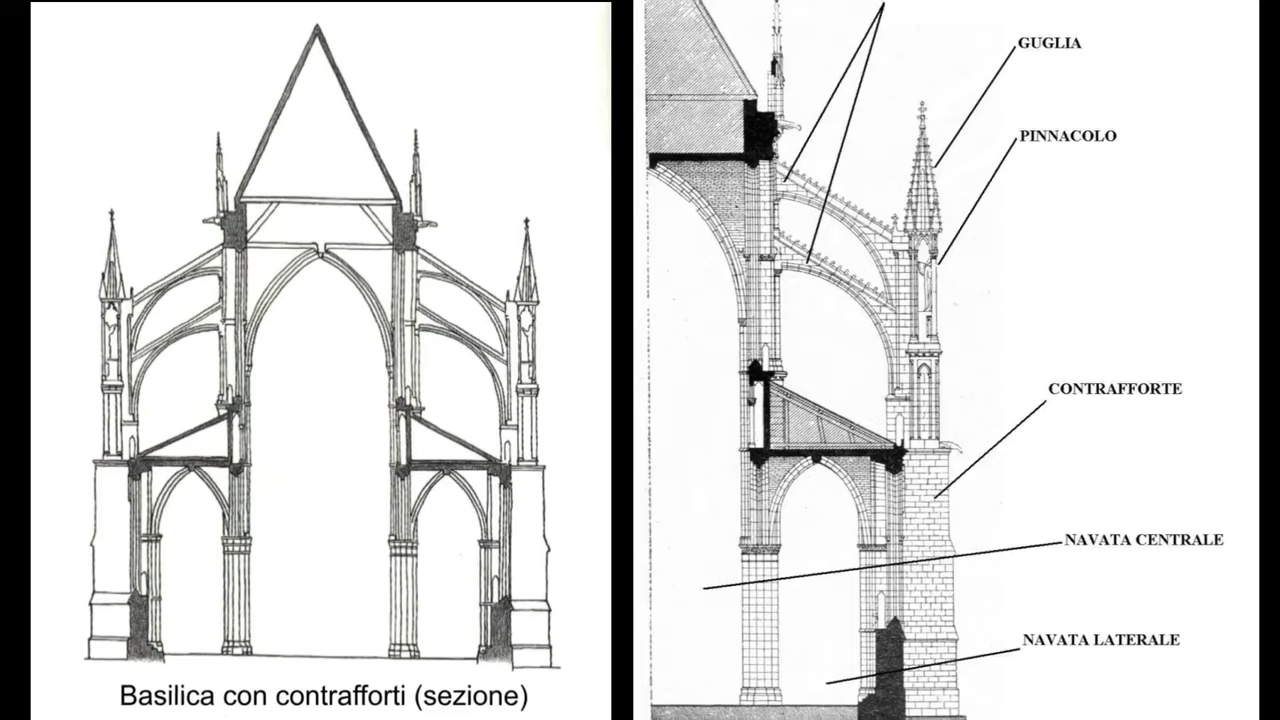 Basilica con contrafforti (sezione)
GUGLIA
PINNACOLO
CONTRAFFORTE
NAVATA CENTRALE
NAVATA LATERALE